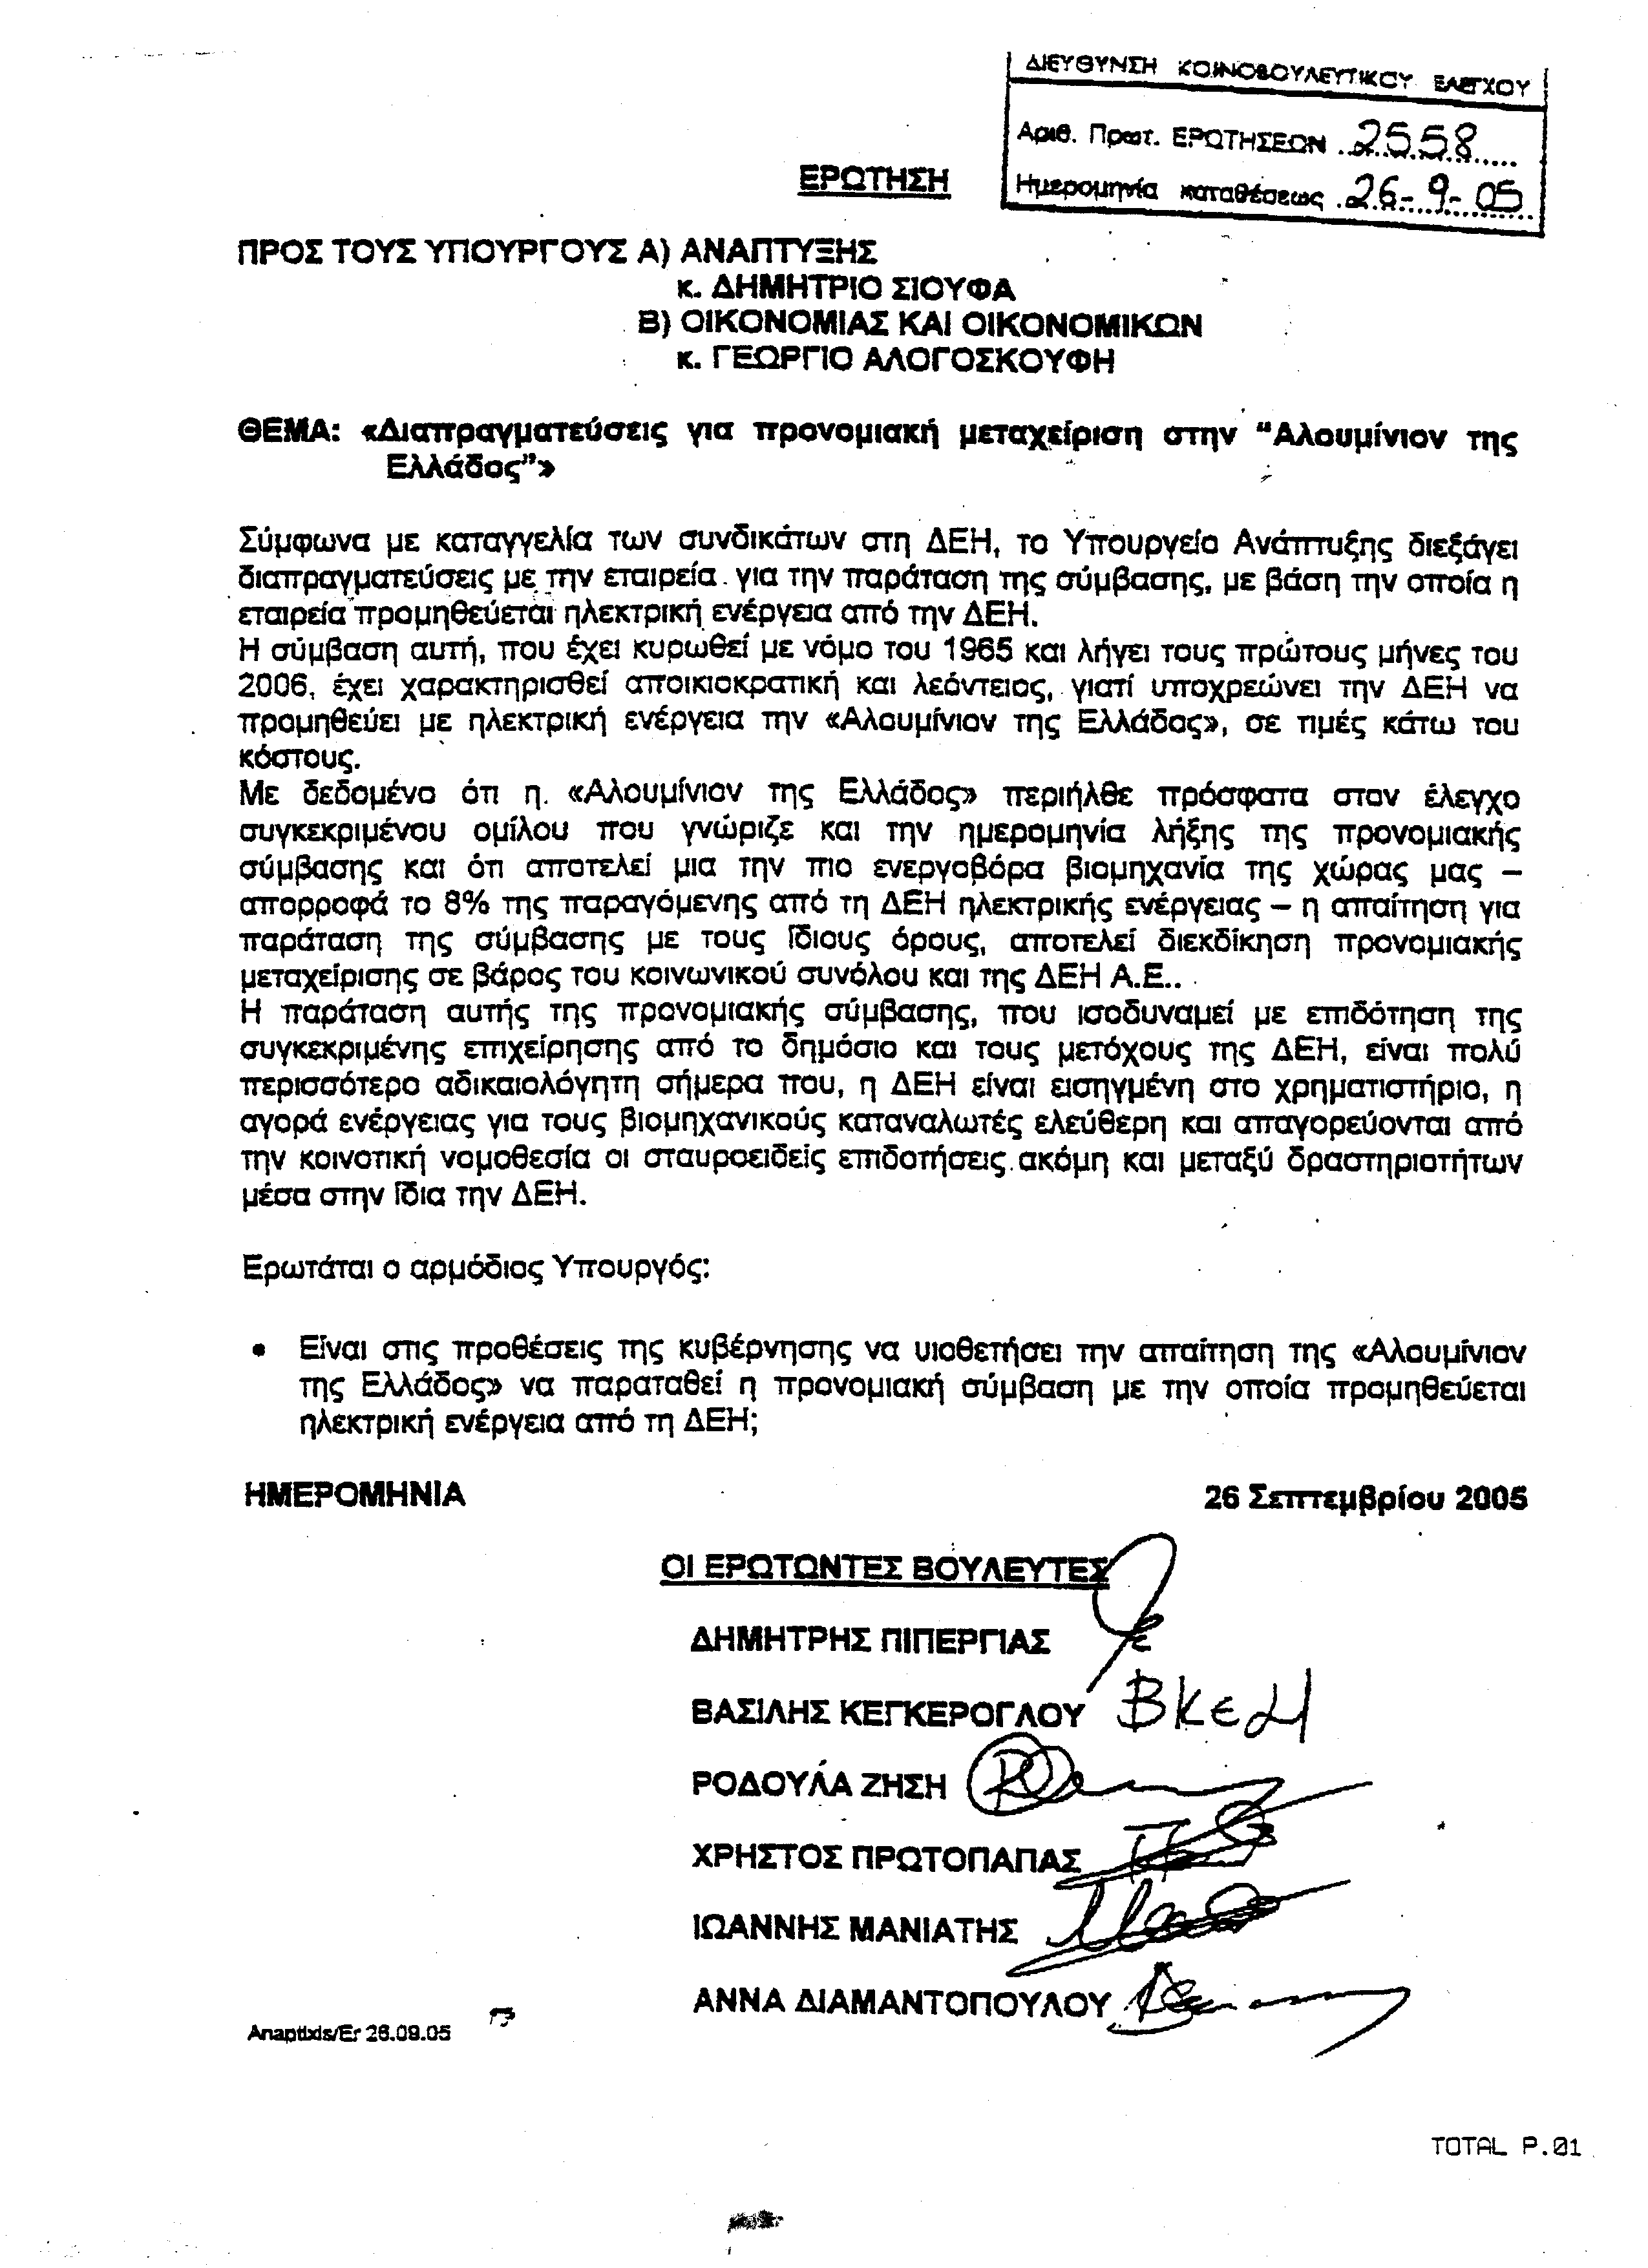 ΔΙΕΥΘΥΝΣΗ ΚΟΙΝΟΒΟΥΛΕΥΤΙΚΟΥ ΕΛΕΓΧΟΥ
Αριθ. Πρωτ. ΕΡΩΤΗΣΕΩΝ 2558
Ημερομηνία καταθέσεως 26-9-05
ΕΡΩΤΗΣΗ
ΠΡΟΣ ΤΟΥΣ ΥΠΟΥΡΓΟΥΣ Α) ΑΝΑΠΤΥΞΗΣ
κ. ΔΗΜΗΤΡΙΟ ΣΙΟΥΦΑ
Β) ΟΙΚΟΝΟΜΙΑΣ ΚΑΙ ΟΙΚΟΝΟΜΙΚΩΝ
κ. ΓΕΩΡΓΙΟ ΑΛΟΓΟΣΚΟΥΦΗ
ΘΕΜΑ: «Διαπραγματεύσεις για προνομιακή μεταχείριση στην "Αλουμίνιον της
Ελλάδος"»
Σύμφωνα με καταγγελία των συνδικάτων στη ΔΕΗ, το Υπουργείο Ανάπτυξης διεξάγει
διαπραγματεύσεις με την εταιρεία για την παράταση της σύμβασης, με βάση την οποία η
εταιρεία προμηθεύεται ηλεκτρική ενέργεια από την ΔΕΗ.
Η σύμβαση αυτή, που έχει κυρωθεί με νόμο του 1965 και λήγει τους πρώτους μήνες του
2006, έχει χαρακτηρισθεί αποικιοκρατική και λεόντειος, γιατί υποχρεώνει την ΔΕΗ να
προμηθεύει με ηλεκτρική ενέργεια την «Αλουμίνιον της Ελλάδος», σε τιμές κάτω του
κόστους.
Με δεδομένο ότι η «Αλουμίνιον της Ελλάδος» περιήλθε πρόσφατα στον έλεγχο
συγκεκριμένου ομίλου που γνώριζε και την ημερομηνία λήξης της προνομιακής
σύμβασης και ότι αποτελεί μια την πιο ενεργοβόρα βιομηχανία της χώρας μας –
απορροφά το 8% της παραγόμενης από τη ΔΕΗ ηλεκτρικής ενέργειας – η απαίτηση για
παράταση της σύμβασης με τους ίδιους όρους, αποτελεί διεκδίκηση προνομιακής
μεταχείρισης σε βάρος του κοινωνικού συνόλου και της ΔΕΗ Α.Ε..
Η παράταση αυτής της προνομιακής σύμβασης, που ισοδυναμεί με επιδότηση της
συγκεκριμένης επιχείρησης από το δημόσιο και τους μετόχους της ΔΕΗ, είναι πολύ
περισσότερο αδικαιολόγητη σήμερα που, η ΔΕΗ είναι εισηγμένη στο χρηματιστήριο, η
αγορά ενέργειας για τους βιομηχανικούς καταναλωτές ελεύθερη και απαγορεύονται από
την κοινοτική νομοθεσία οι σταυροειδείς επιδοτήσεις ακόμη και μεταξύ δραστηριοτήτων
μέσα στην ίδια την ΔΕΗ.
Ερωτάται ο αρμόδιος Υπουργός:
• Είναι στις προθέσεις της κυβέρνησης να υιοθετήσει την απαίτηση της «Αλουμίνιον
της Ελλάδος» να παραταθεί η προνομιακή σύμβαση με την οποία προμηθεύεται
ηλεκτρική ενέργεια από τη ΔΕΗ;
ΗΜΕΡΟΜΗΝΙΑ 26 Σεπτεμβρίου 2005
ΟΙ ΕΡΩΤΩΝΤΕΣ ΒΟΥΛΕΥΤΕΣ
ΔΗΜΗΤΡΗΣ ΠΙΠΕΡΓΙΑΣ
ΒΑΣΙΛΗΣ ΚΕΓΚΕΡΟΓΛΟΥ
ΡΟΔΟΥΛΑ ΖΗΣΗ
ΧΡΗΣΤΟΣ ΠΡΩΤΟΠΑΠΑΣ
ΙΩΑΝΝΗΣ ΜΑΝΙΑΤΗΣ
ΑΝΝΑ ΔΙΑΜΑΝΤΟΠΟΥΛΟΥ
Anaptixis/Er 26.09.05
TOTAL P.01